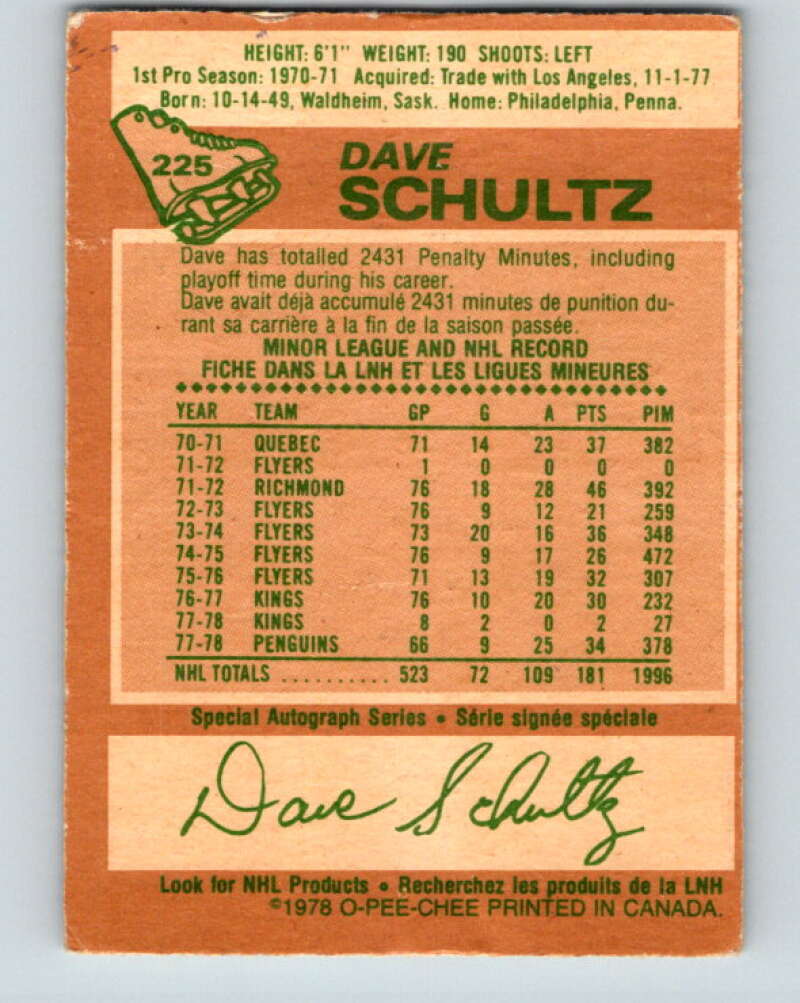 HEIGHT: 6'1" WEIGHT: 190 SHOOTS: LEFT
1st Pro Season: 1970-71 Acquired: Trade with Los Angeles, 11-1-77
Born: 10-14-49, Waldheim, Sask. Home: Philadelphia, Penna.
225
DAVE
SCHULTZ
Dave has totalled 2431 Penalty Minutes, including
playoff time during his career.
Dave avait déjà accumulé 2431 minutes de punition du-
rant sa carrière à la fin de la saison passée.
MINOR LEAGUE AND NHL RECORD
FICHE DANS LA LNH ET LES LIGUES MINEURES
YEAR TEAM GP G A PTS PIM
70-71 QUEBEC 71 14 23 37 382
71-72 FLYERS 1 0 0 0 0
71-72 RICHMOND 76 18 28 46 392
72-73 FLYERS 76 9 12 21 259
73-74 FLYERS 73 20 16 36 348
74-75 FLYERS 76 9 17 26 472
75-76 FLYERS 71 13 19 32 307
76-77 KINGS 76 10 20 30 232
77-78 KINGS 8 2 0 2 27
77-78 PENGUINS 66 9 25 34 378
NHL TOTALS .......... 523 72 109 181 1996
Special Autograph Series • Série signée spéciale
Dave Schultz
Look for NHL Products • Recherchez les produits de la LNH
©1978 O-PEE-CHEE PRINTED IN CANADA.